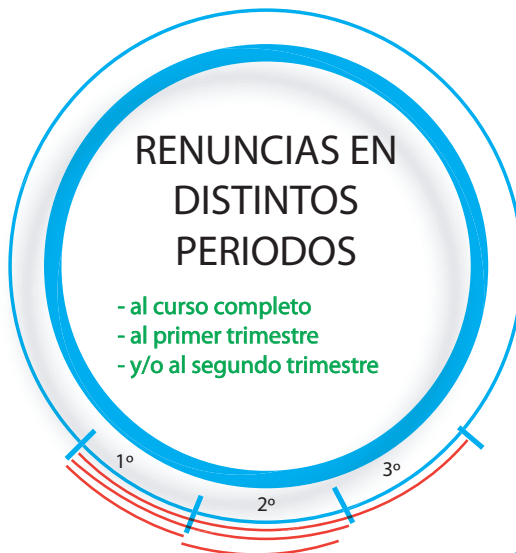 RENUNCIAS EN
DISTINTOS
PERIODOS
- al curso completo
- al primer trimestre
- y/o al segundo trimestre
1º
2º
3º